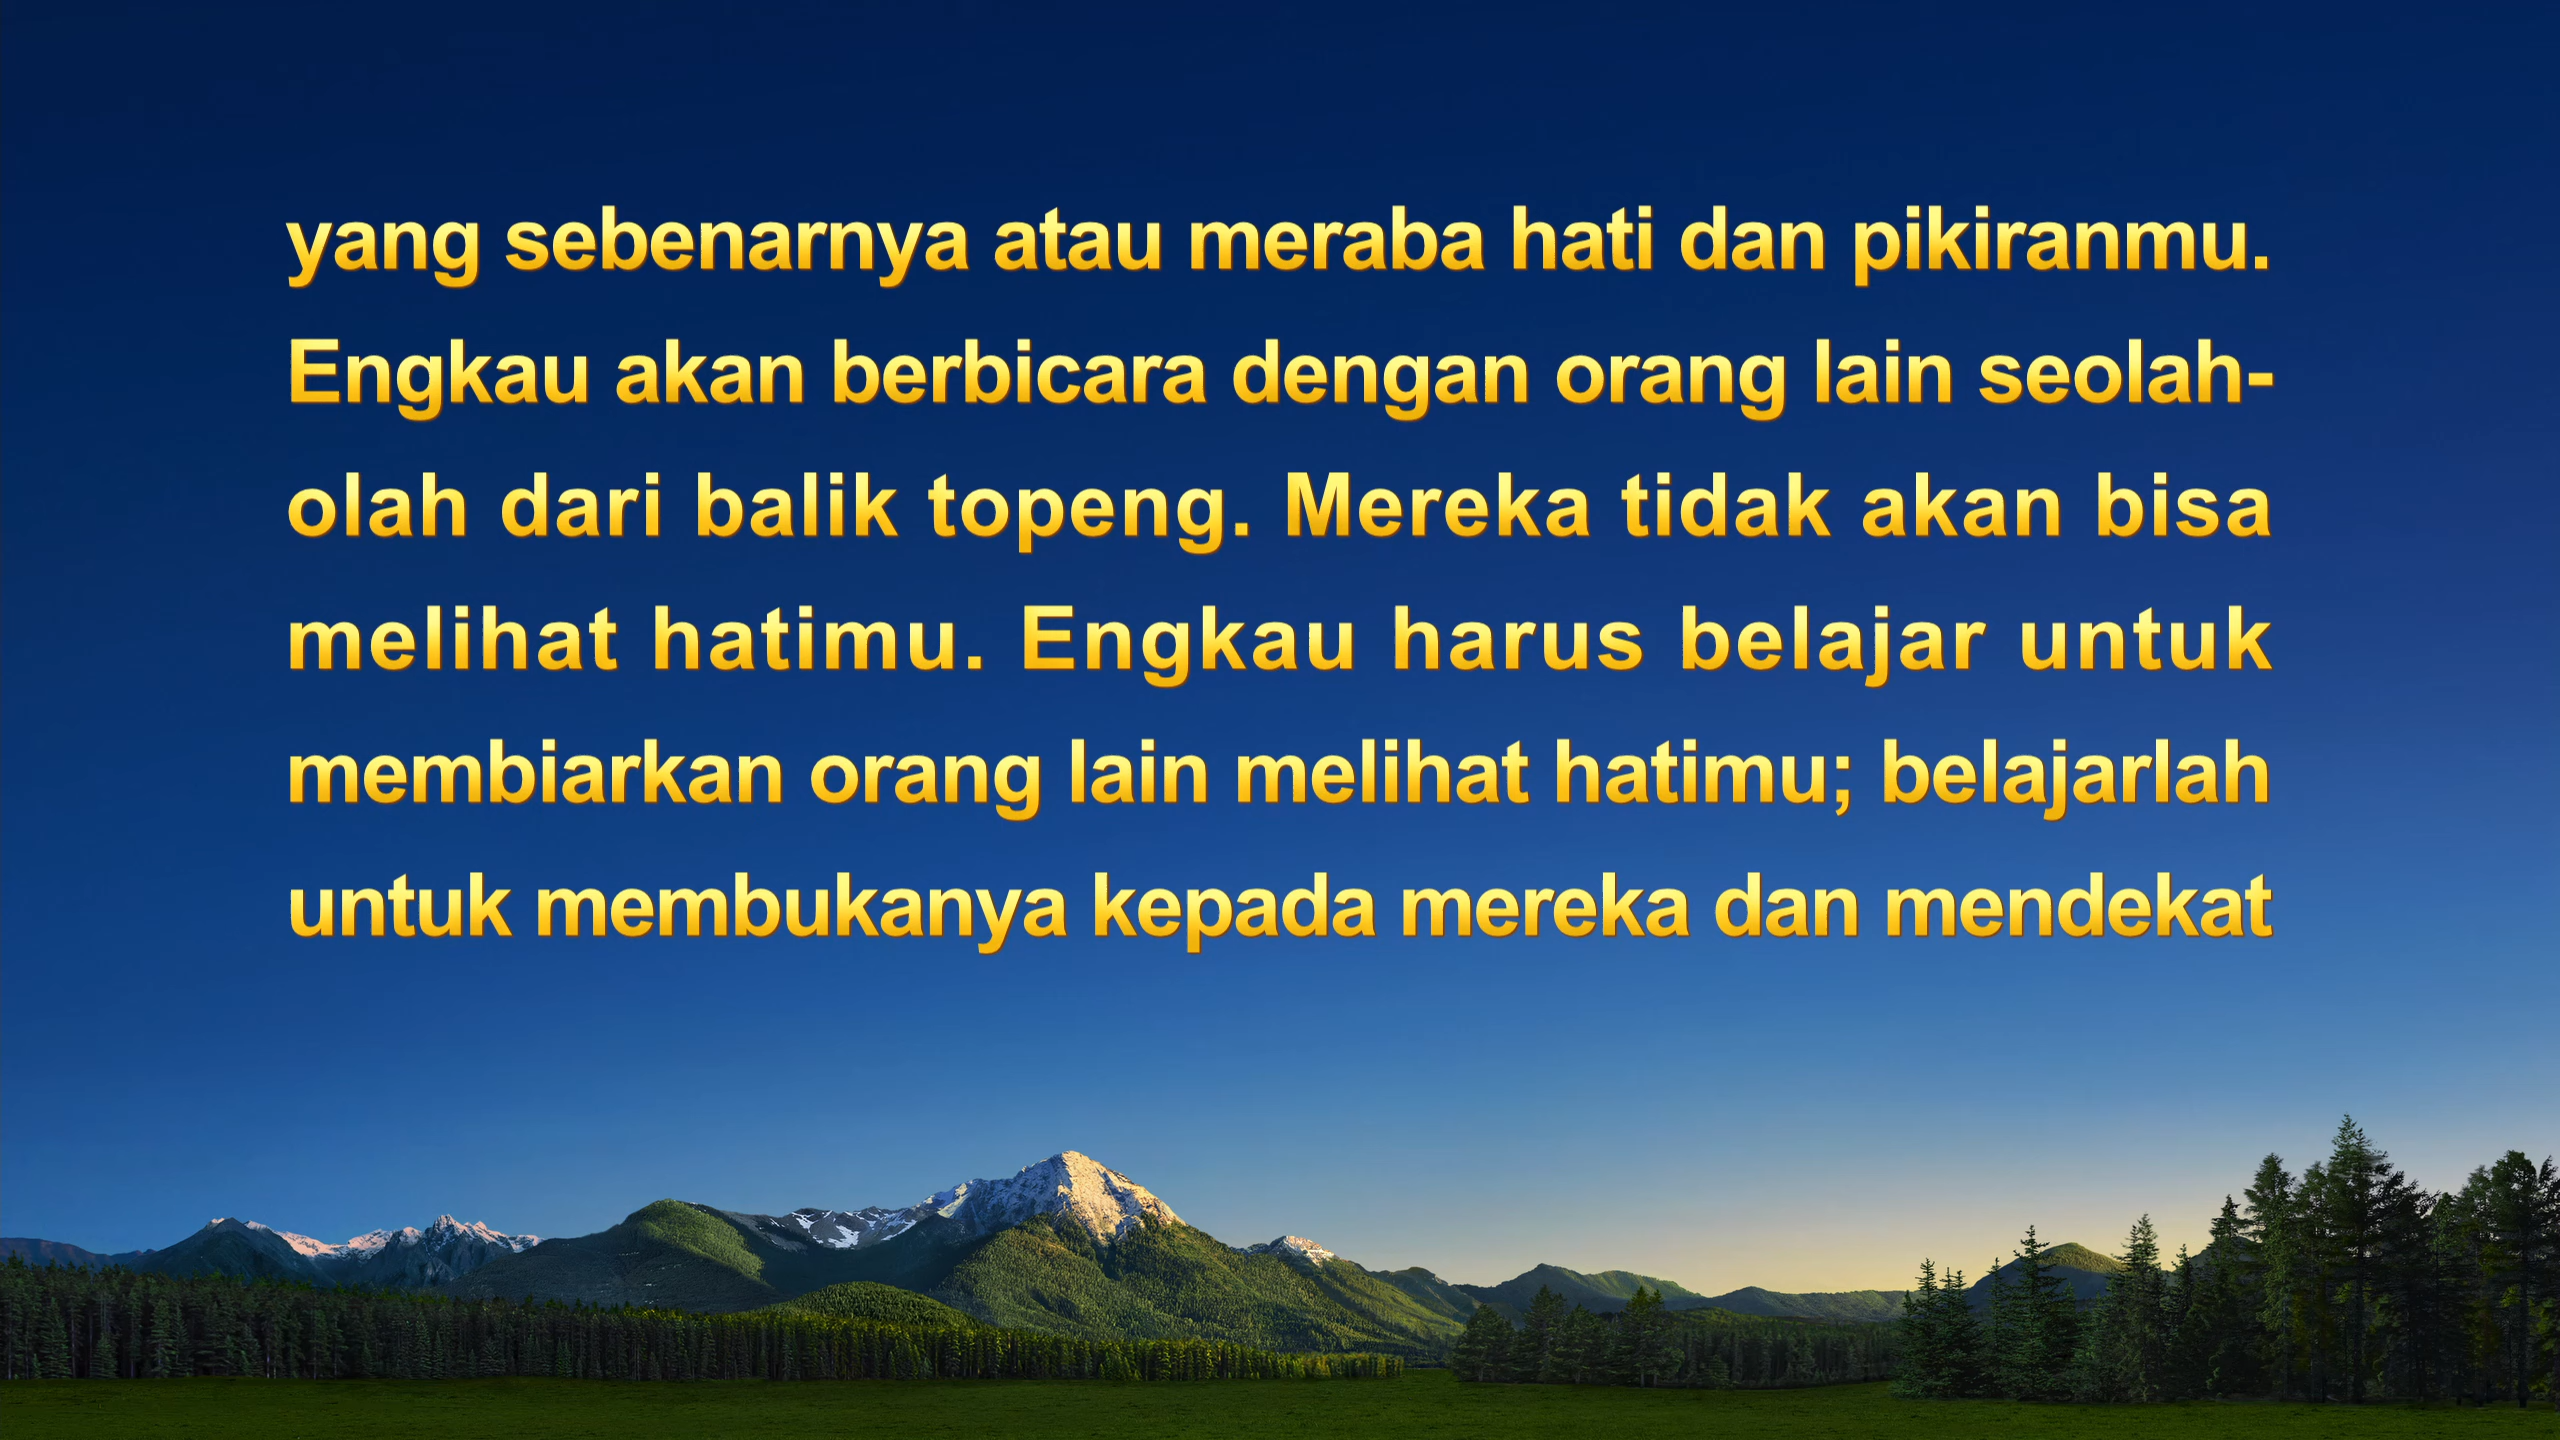 yang sebenarnya atau meraba hati dan pikiranmu.
Engkau akan berbicara dengan orang lain seolah-
olah dari balik topeng. Mereka tidak akan bisa
melihat hatimu. Engkau harus belajar untuk
membiarkan orang lain melihat hatimu; belajarlah
untuk membukanya kepada mereka dan mendekat